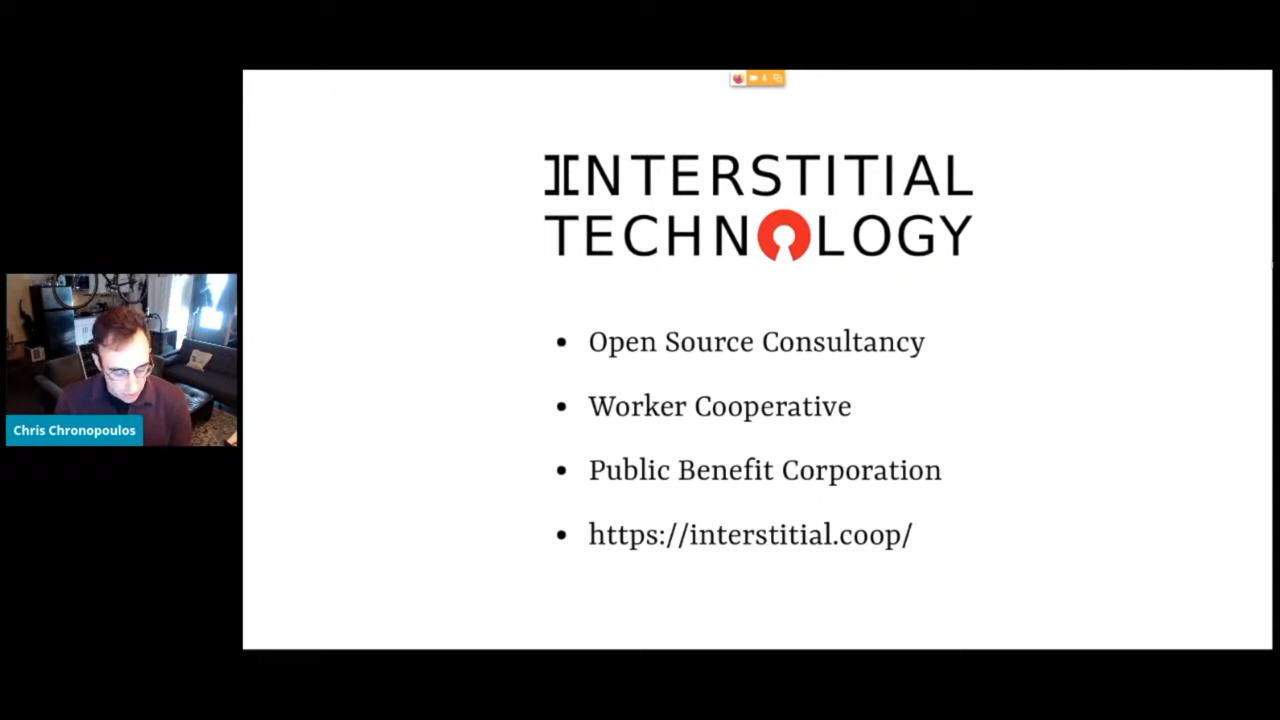 INTERSTITIAL
TECHNOLOGY
• Open Source Consultancy
• Worker Cooperative
• Public Benefit Corporation
• https://interstitial.coop/
Chris Chronopoulos